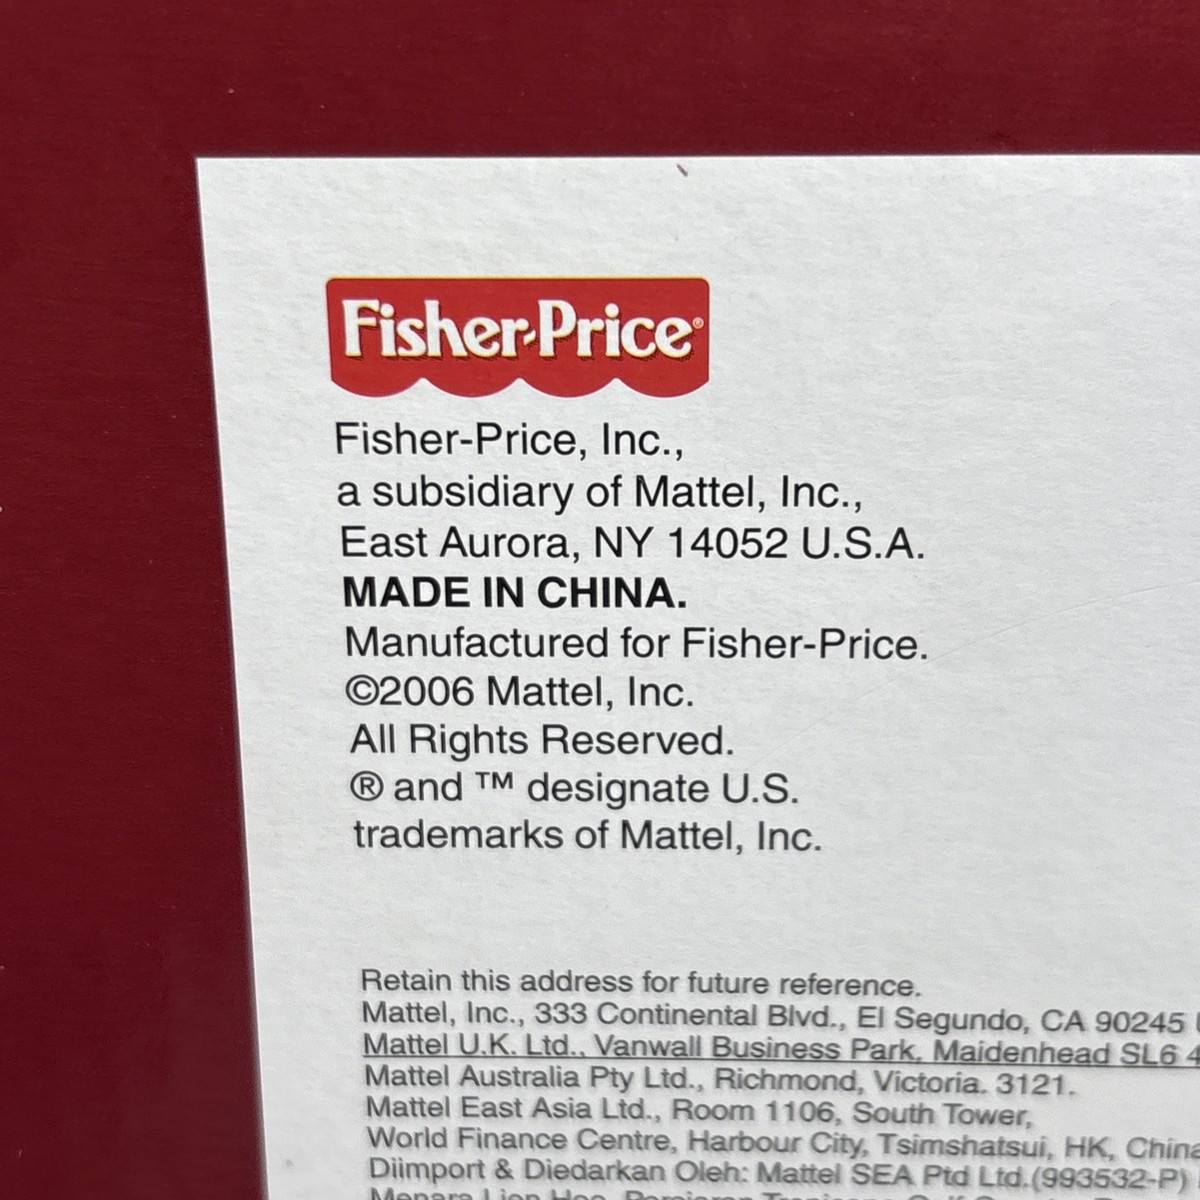 Fisher-Price®
Fisher-Price, Inc.,
a subsidiary of Mattel, Inc.,
East Aurora, NY 14052 U.S.A.
MADE IN CHINA.
Manufactured for Fisher-Price.
©2006 Mattel, Inc.
All Rights Reserved.
® and ™ designate U.S.
trademarks of Mattel, Inc.
Retain this address for future reference.
Mattel, Inc., 333 Continental Blvd., El Segundo, CA 90245
Mattel U.K. Ltd., Vanwall Business Park, Maidenhead SL6 4
Mattel Australia Pty Ltd., Richmond, Victoria. 3121.
Mattel East Asia Ltd., Room 1106, South Tower,
World Finance Centre, Harbour City, Tsimshatsui, HK, China
Diimport & Diedarkan Oleh: Mattel SEA Ptd Ltd.(993532-P)